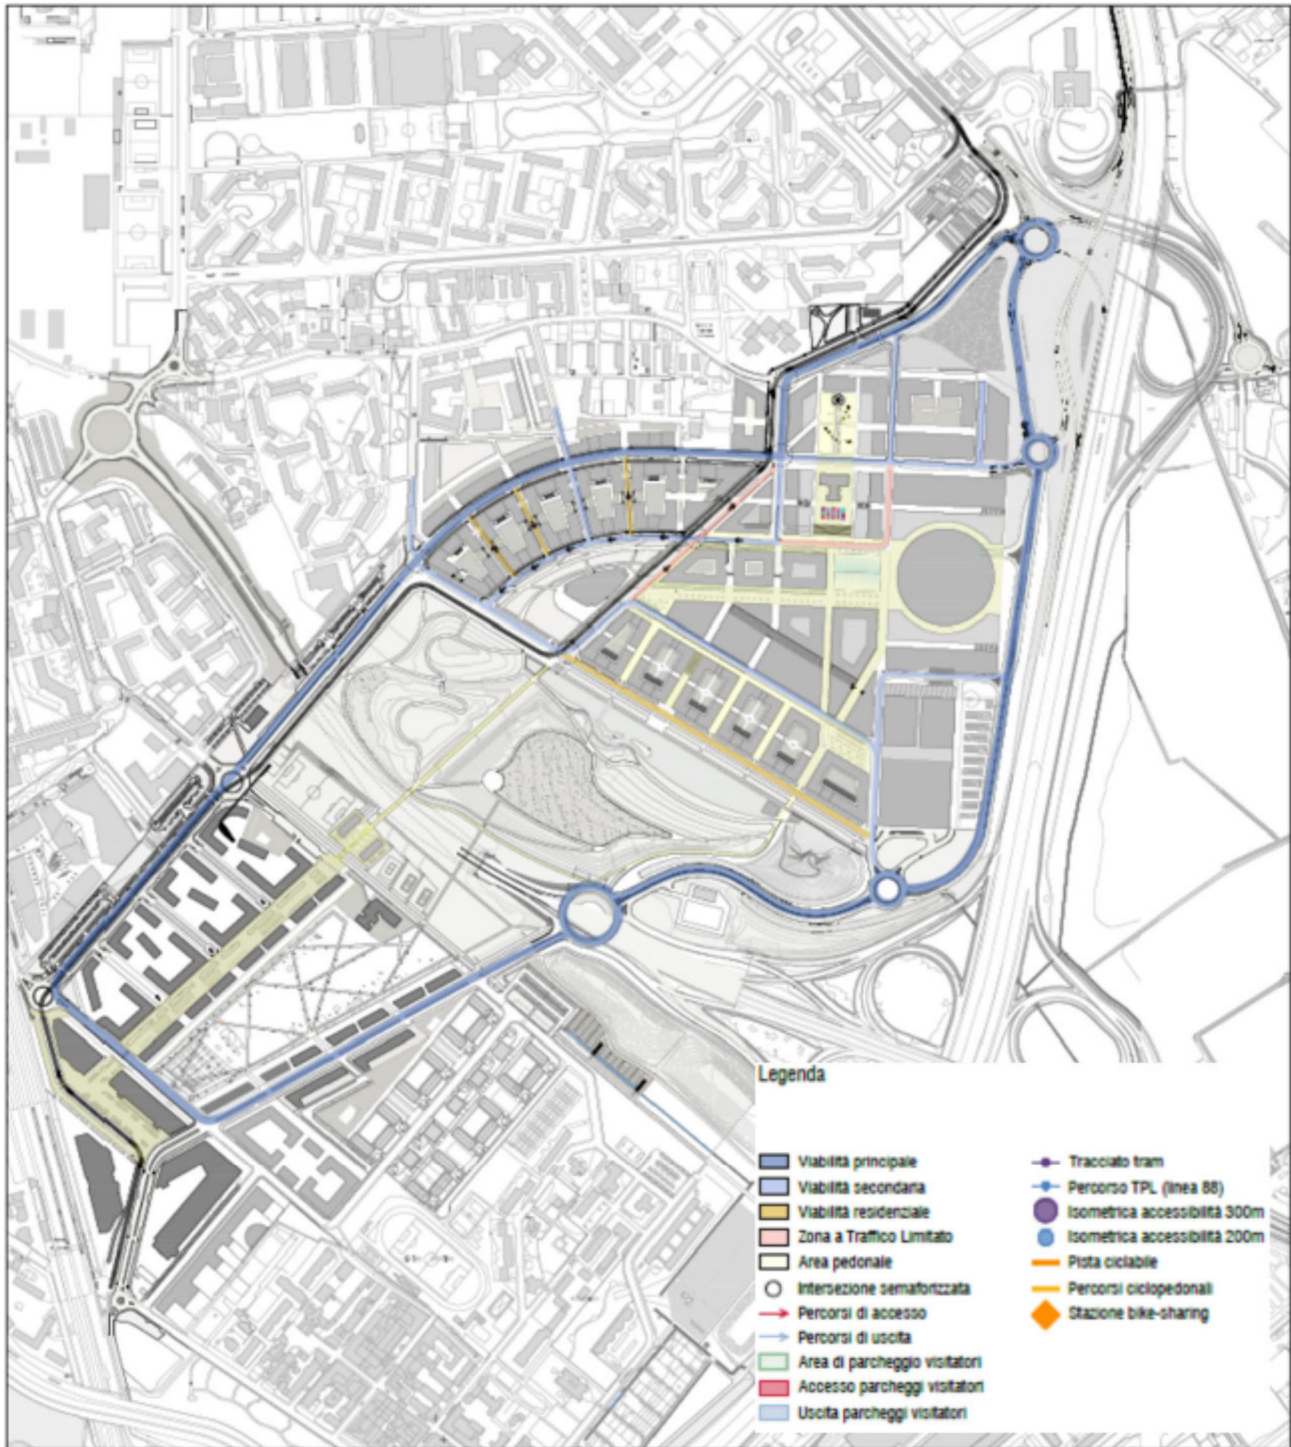 Legenda
Viabilità principale
Viabilità secondaria
Viabilità residenziale
Zona a Traffico Limitato
Area pedonale
Intersezione semaforizzata
Percorsi di accesso
Percorsi di uscita
Area di parcheggio visitatori
Accesso parcheggi visitatori
Uscita parcheggi visitatori
Tracciato tram
Percorso TPL (linea 88)
Isometrica accessibilità 300m
Isometrica accessibilità 200m
Pista ciclabile
Percorsi ciclopedonali
Stazione bike-sharing